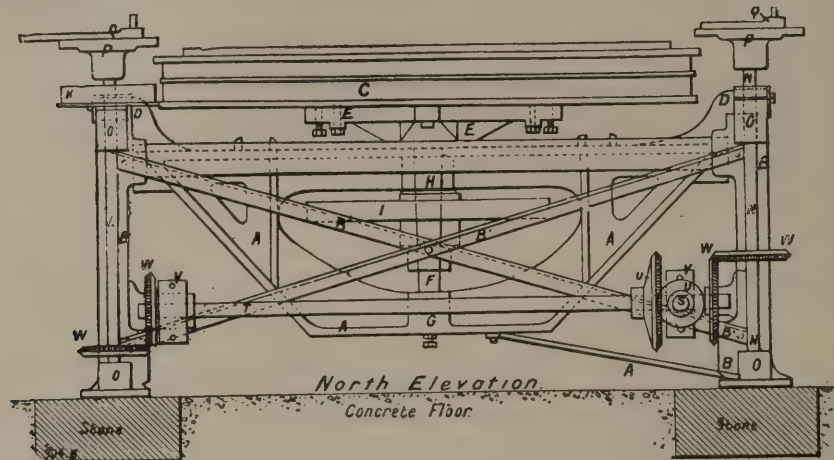 Q
P
K
D
O
C
E
E
Q
P
N
D
O
H
I
A
B
B
A
B
B
F
W
V
T
A
G
U
V
U
S
W
W
W
O
B
N
A
B
O
North Elevation.
Concrete Floor.
Stone
Stone